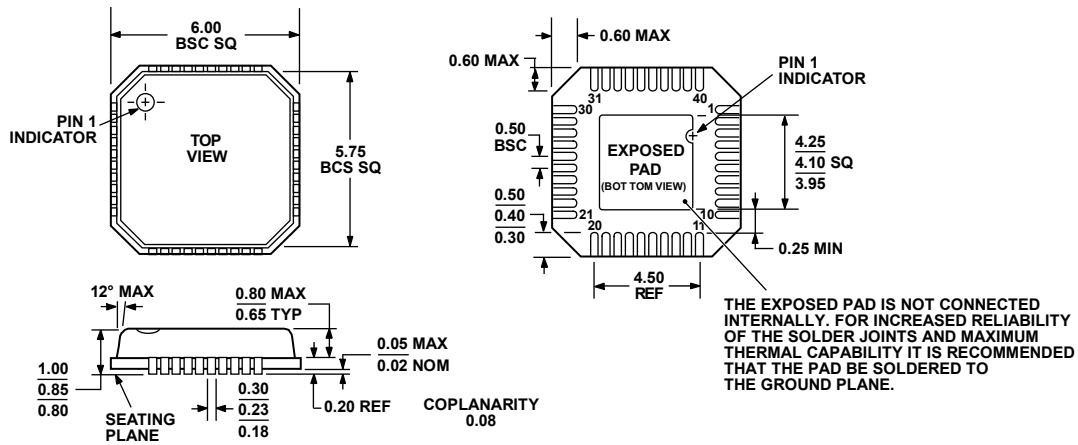 6.00
BSC SQ
PIN 1
INDICATOR
TOP
VIEW
5.75
BCS SQ
0.60 MAX
0.60 MAX
PIN 1
INDICATOR
31
40
30
1
0.50
BSC
EXPOSED
PAD
(BOT TOM VIEW)
4.25
4.10 SQ
3.95
0.50
0.40
0.30
21
10
20
11
0.25 MIN
4.50
REF
12° MAX
0.80 MAX
0.65 TYP
1.00
0.85
0.80
0.05 MAX
0.02 NOM
0.30
0.23
0.18
0.20 REF
SEATING
PLANE
COPLANARITY
0.08
THE EXPOSED PAD IS NOT CONNECTED
INTERNALLY. FOR INCREASED RELIABILITY
OF THE SOLDER JOINTS AND MAXIMUM
THERMAL CAPABILITY IT IS RECOMMENDED
THAT THE PAD BE SOLDERED TO
THE GROUND PLANE.